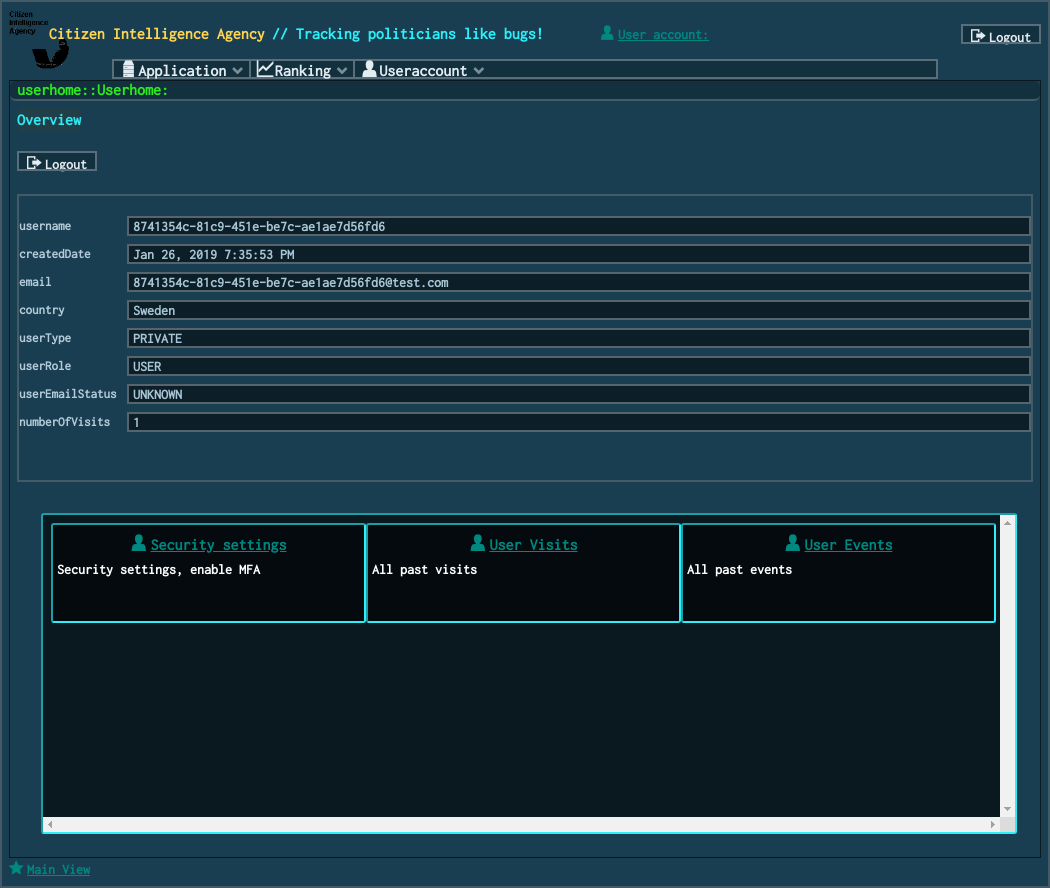 Citizen
Intelligence
Agency
Citizen Intelligence Agency // Tracking politicians like bugs!
User account:
Logout
Application
Ranking
Useraccount
userhome::Userhome:
Overview
Logout
username 8741354c-81c9-451e-be7c-ae1ae7d56fd6
createdDate Jan 26, 2019 7:35:53 PM
email 8741354c-81c9-451e-be7c-ae1ae7d56fd6@test.com
country Sweden
userType PRIVATE
userRole USER
userEmailStatus UNKNOWN
numberOfVisits 1
Security settings
Security settings, enable MFA
User Visits
All past visits
User Events
All past events
Main View